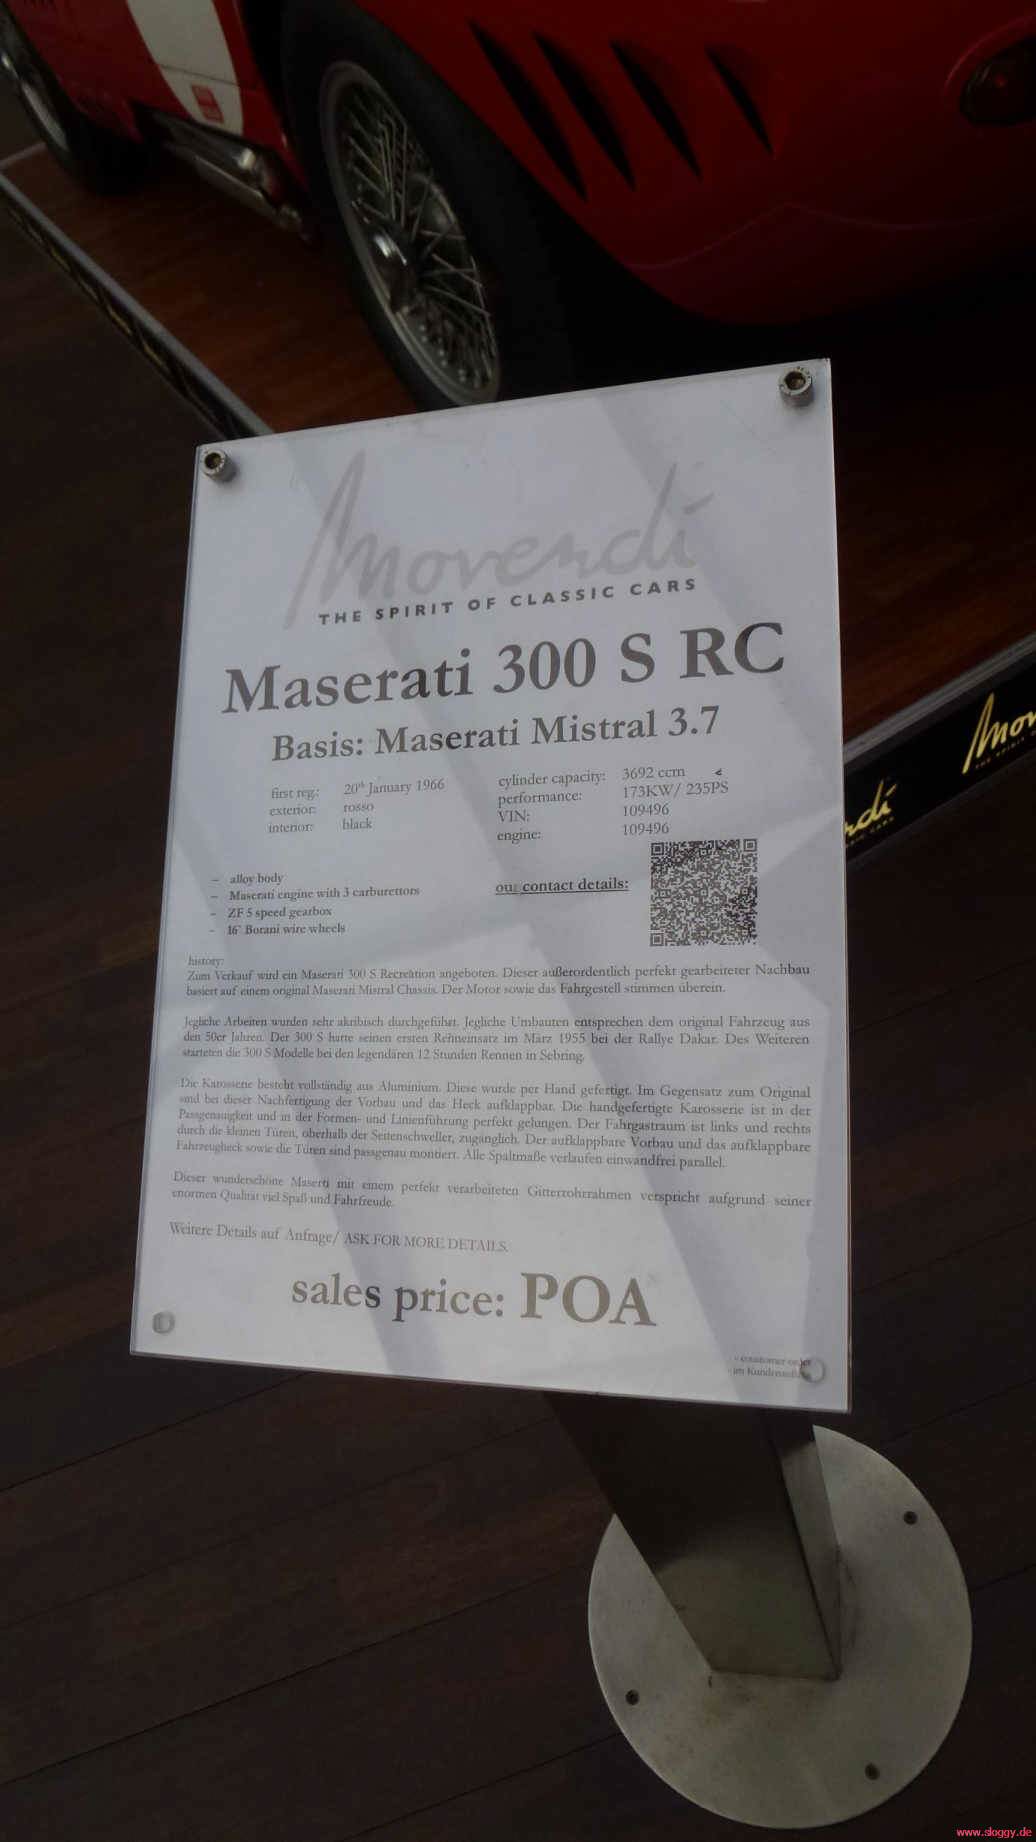 Movendi
THE SPIRIT OF CLASSIC CARS
Maserati 300 S RC
Basis: Maserati Mistral 3.7
first reg.: 20th January 1966
exterior: rosso
interior: black
cylinder capacity: 3692 ccm
performance: 173KW/ 235PS
VIN: 109496
engine: 109496
– alloy body
– Maserati engine with 3 carburettors
– ZF 5 speed gearbox
– 16" Borani wire wheels
our contact details:
history:
Zum Verkauf wird ein Maserati 300 S Recreation angeboten. Dieser außerordentlich perfekt gearbeiteter Nachbau
basiert auf einem original Maserati Mistral Chassis. Der Motor sowie das Fahrgestell stimmen überein.
Jegliche Arbeiten wurden sehr akribisch durchgeführt. Jegliche Umbauten entsprechen dem original Fahrzeug aus
den 50er Jahren. Der 300 S hatte seinen ersten Renneinsatz im März 1955 bei der Rallye Dakar. Des Weiteren
starteten die 300 S Modelle bei den legendären 12 Stunden Rennen in Sebring.
Die Karosserie besteht vollständig aus Aluminium. Diese wurde per Hand gefertigt. Im Gegensatz zum Original
sind bei dieser Nachfertigung der Vorbau und das Heck aufklappbar. Die handgefertigte Karosserie ist in der
Passgenauigkeit und in der Formen- und Linienführung perfekt gelungen. Der Fahrgastraum ist links und rechts
durch die kleinen Türen, oberhalb der Seitenschweller, zugänglich. Der aufklappbare Vorbau und das aufklappbare
Fahrzeugheck sowie die Türen sind passgenau montiert. Alle Spaltmaße verlaufen einwandfrei parallel.
Dieser wunderschöne Maserti mit einem perfekt verarbeiteten Gitterrohrrahmen verspricht aufgrund seiner
enormen Qualität viel Spaß und Fahrfreude.
Weitere Details auf Anfrage/ ASK FOR MORE DETAILS.
sales price: POA
order
im
www.sloggy.de